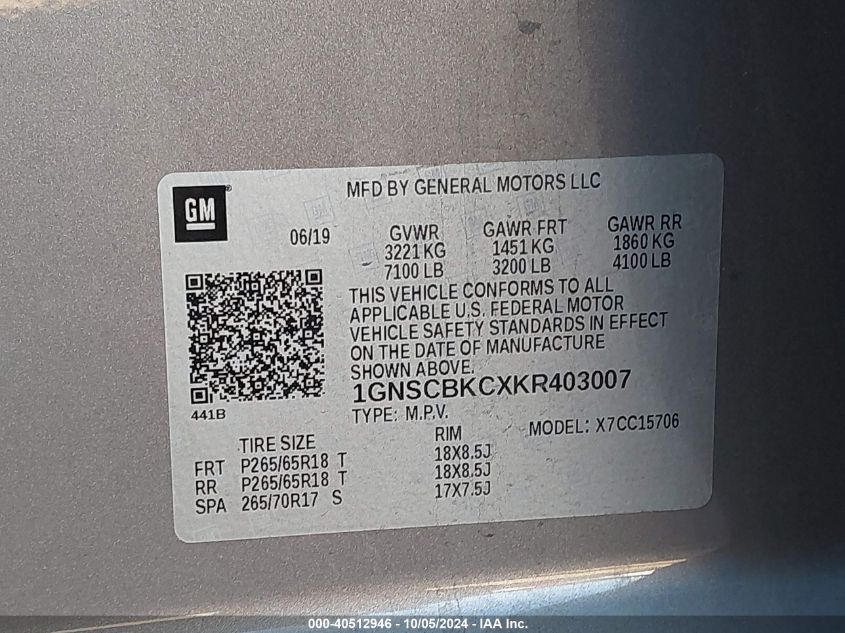 GM ®
MFD BY GENERAL MOTORS LLC
06/19
GVWR GAWR FRT GAWR RR
3221 KG 1451 KG 1860 KG
7100 LB 3200 LB 4100 LB
THIS VEHICLE CONFORMS TO ALL
APPLICABLE U.S. FEDERAL MOTOR
VEHICLE SAFETY STANDARDS IN EFFECT
ON THE DATE OF MANUFACTURE
SHOWN ABOVE.
1GNSCBKCXKR403007
441B
TYPE: M.P.V. MODEL: X7CC15706
TIRE SIZE RIM
FRT P265/65R18 T 18X8.5J
RR P265/65R18 T 18X8.5J
SPA 265/70R17 S 17X7.5J
000-40512946 - 10/05/2024 - IAA Inc.